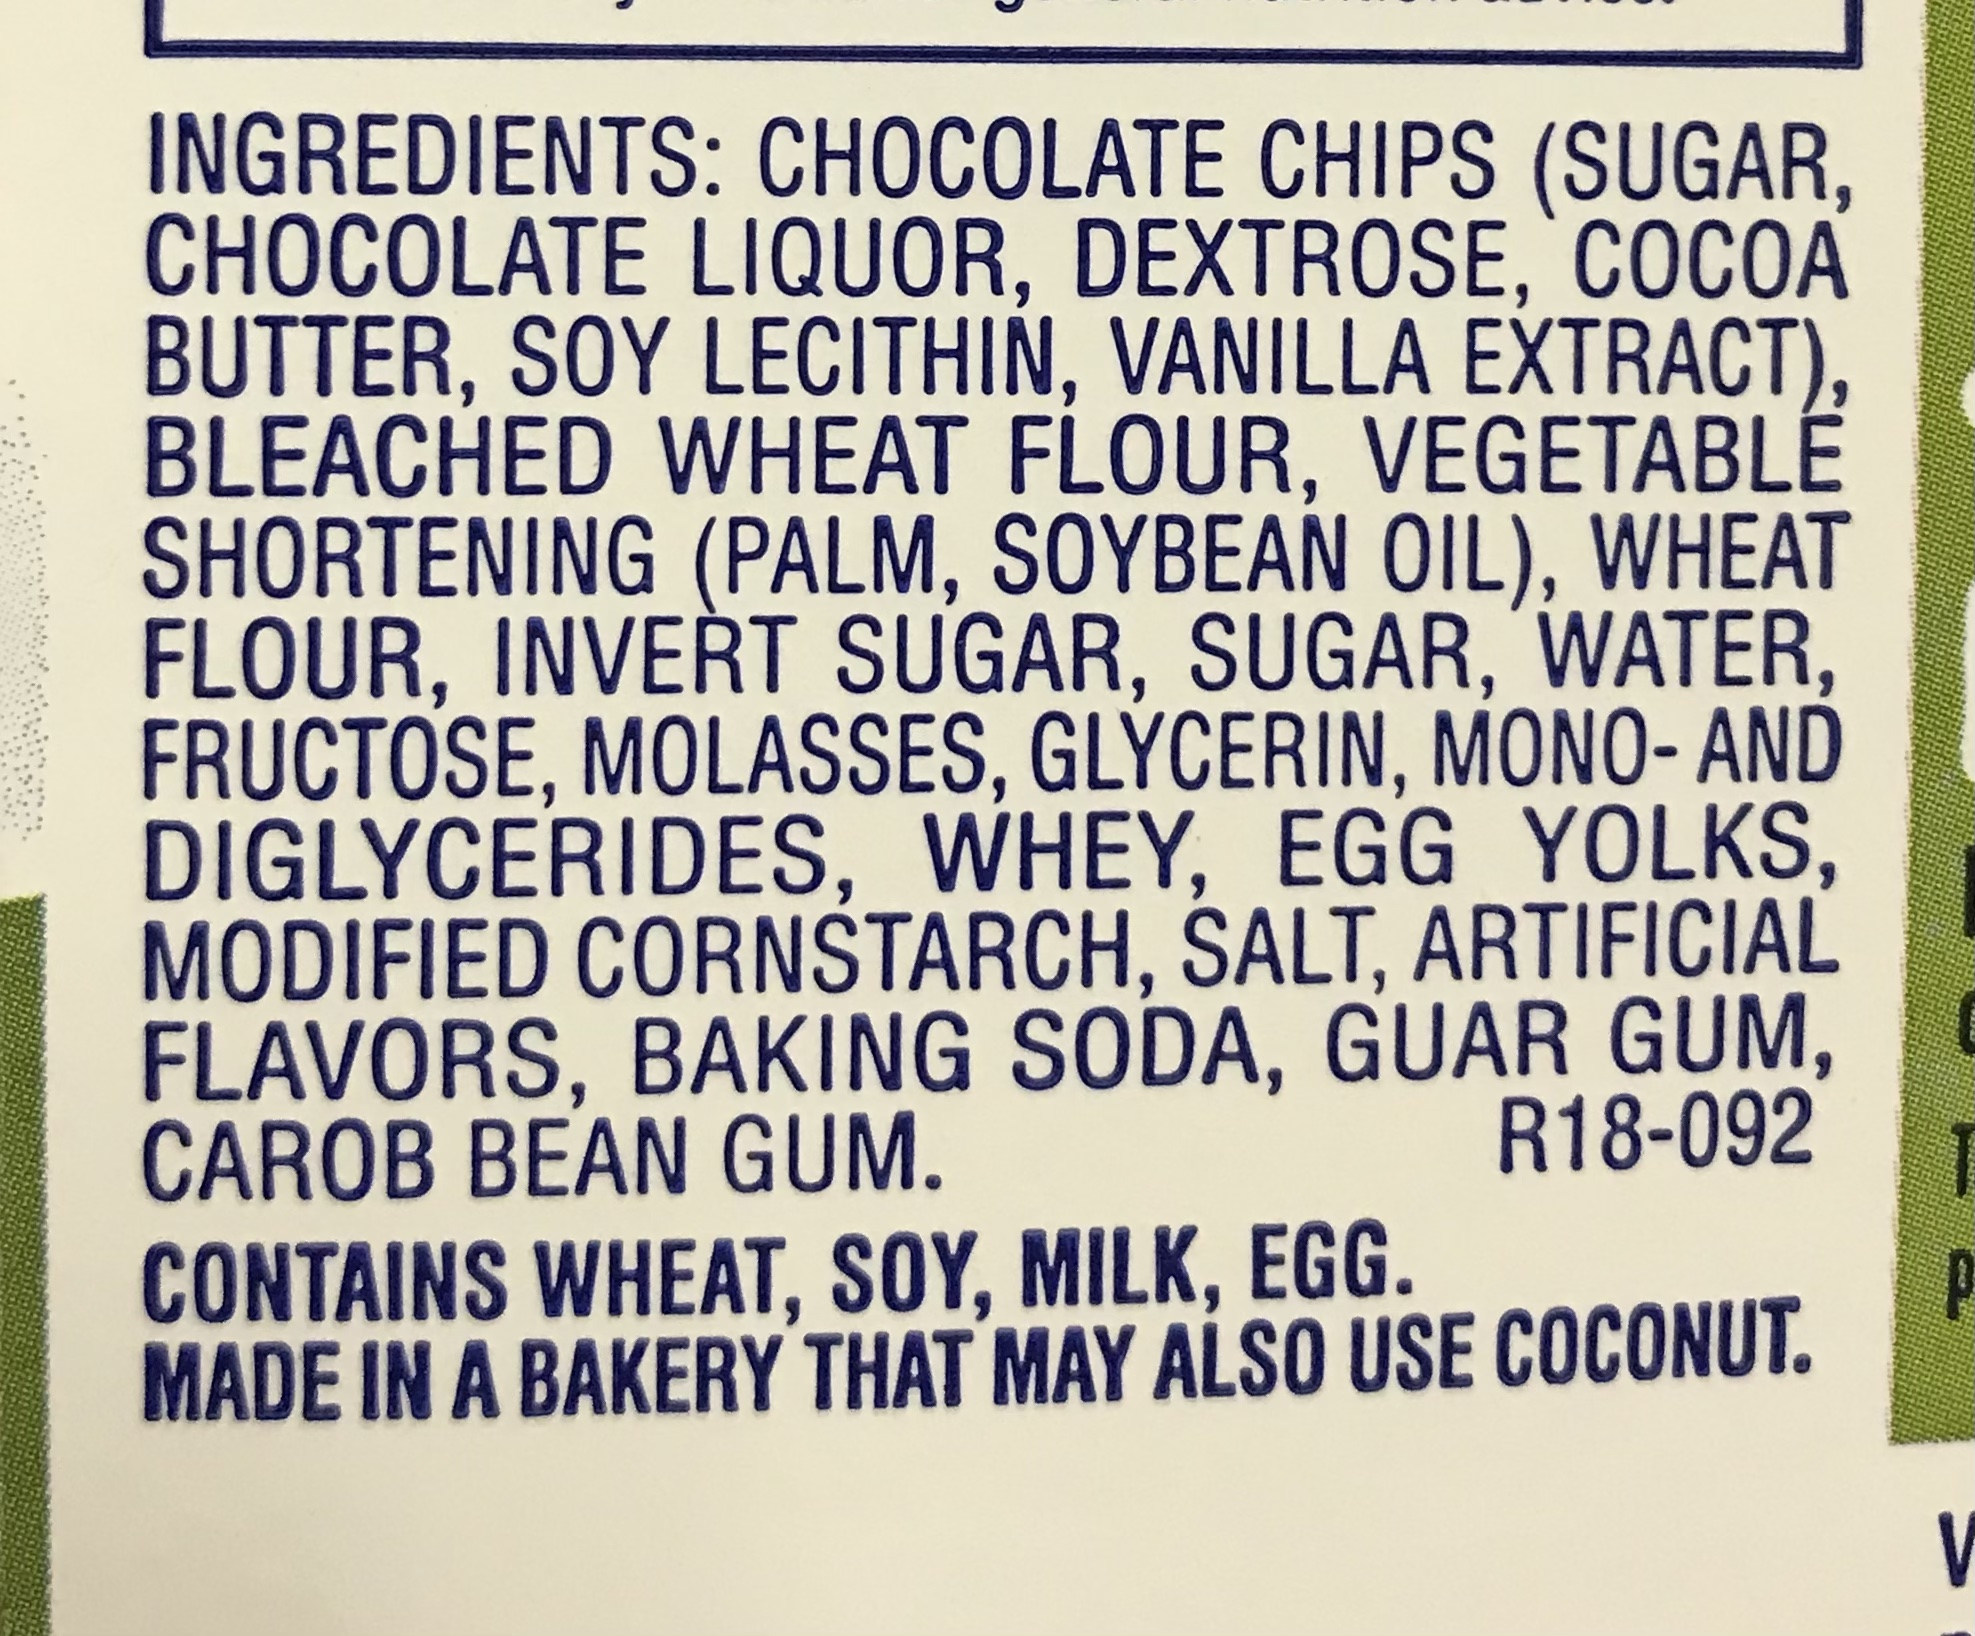 INGREDIENTS: CHOCOLATE CHIPS (SUGAR,
CHOCOLATE LIQUOR, DEXTROSE, COCOA
BUTTER, SOY LECITHIN, VANILLA EXTRACT),
BLEACHED WHEAT FLOUR, VEGETABLE
SHORTENING (PALM, SOYBEAN OIL), WHEAT
FLOUR, INVERT SUGAR, SUGAR, WATER,
FRUCTOSE, MOLASSES, GLYCERIN, MONO- AND
DIGLYCERIDES, WHEY, EGG YOLKS,
MODIFIED CORNSTARCH, SALT, ARTIFICIAL
FLAVORS, BAKING SODA, GUAR GUM,
CAROB BEAN GUM. R18-092
CONTAINS WHEAT, SOY, MILK, EGG.
MADE IN A BAKERY THAT MAY ALSO USE COCONUT.